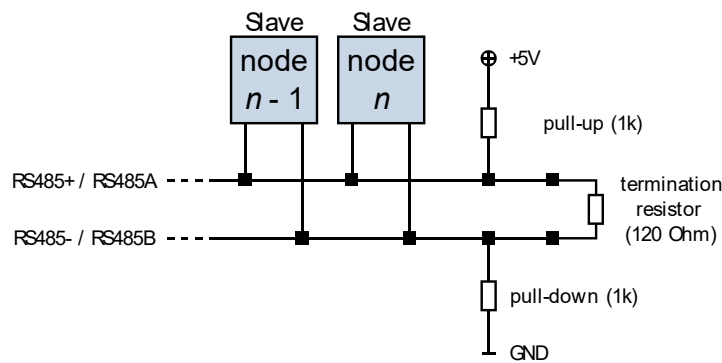 Slave
Slave
node
n - 1
node
n
+5V
pull-up (1k)
RS485+ / RS485A
termination
resistor
(120 Ohm)
RS485- / RS485B
pull-down (1k)
GND